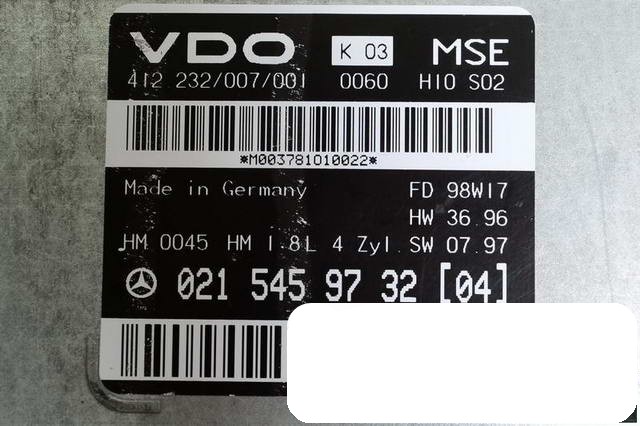 VDO K 03 MSE
412 232/007/001 0060 H10 S02
*M003781010022*
Made in Germany FD 98W17
HW 36.96
HM 0045 HM 1.8L 4 Zyl. SW 07.97
021 545 97 32 [04]